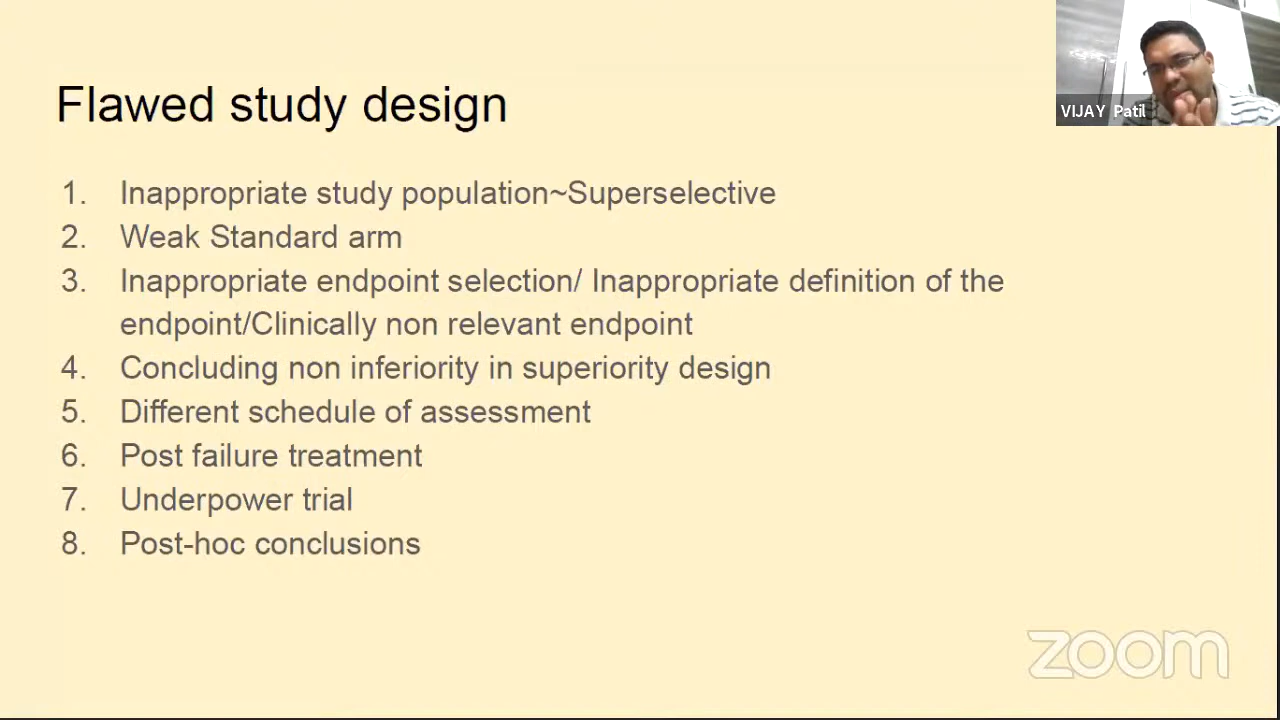 Flawed study design
VIJAY Patil
1. Inappropriate study population~Superselective
2. Weak Standard arm
3. Inappropriate endpoint selection/ Inappropriate definition of the
endpoint/Clinically non relevant endpoint
4. Concluding non inferiority in superiority design
5. Different schedule of assessment
6. Post failure treatment
7. Underpower trial
8. Post-hoc conclusions
zoom